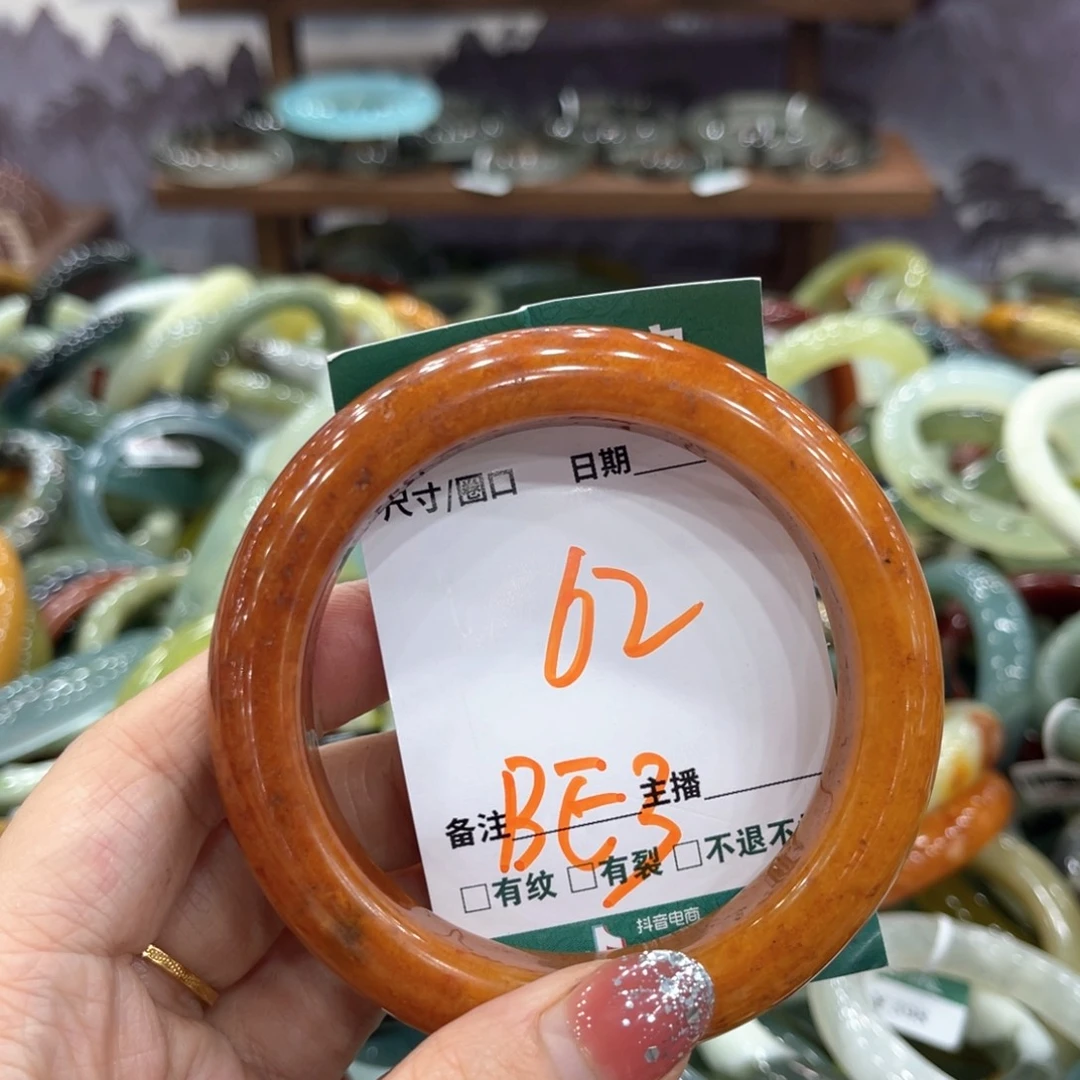 尺寸/圈口 日期
62
BE3
备注 主播
□有纹 □有裂 □不退不
抖音电商